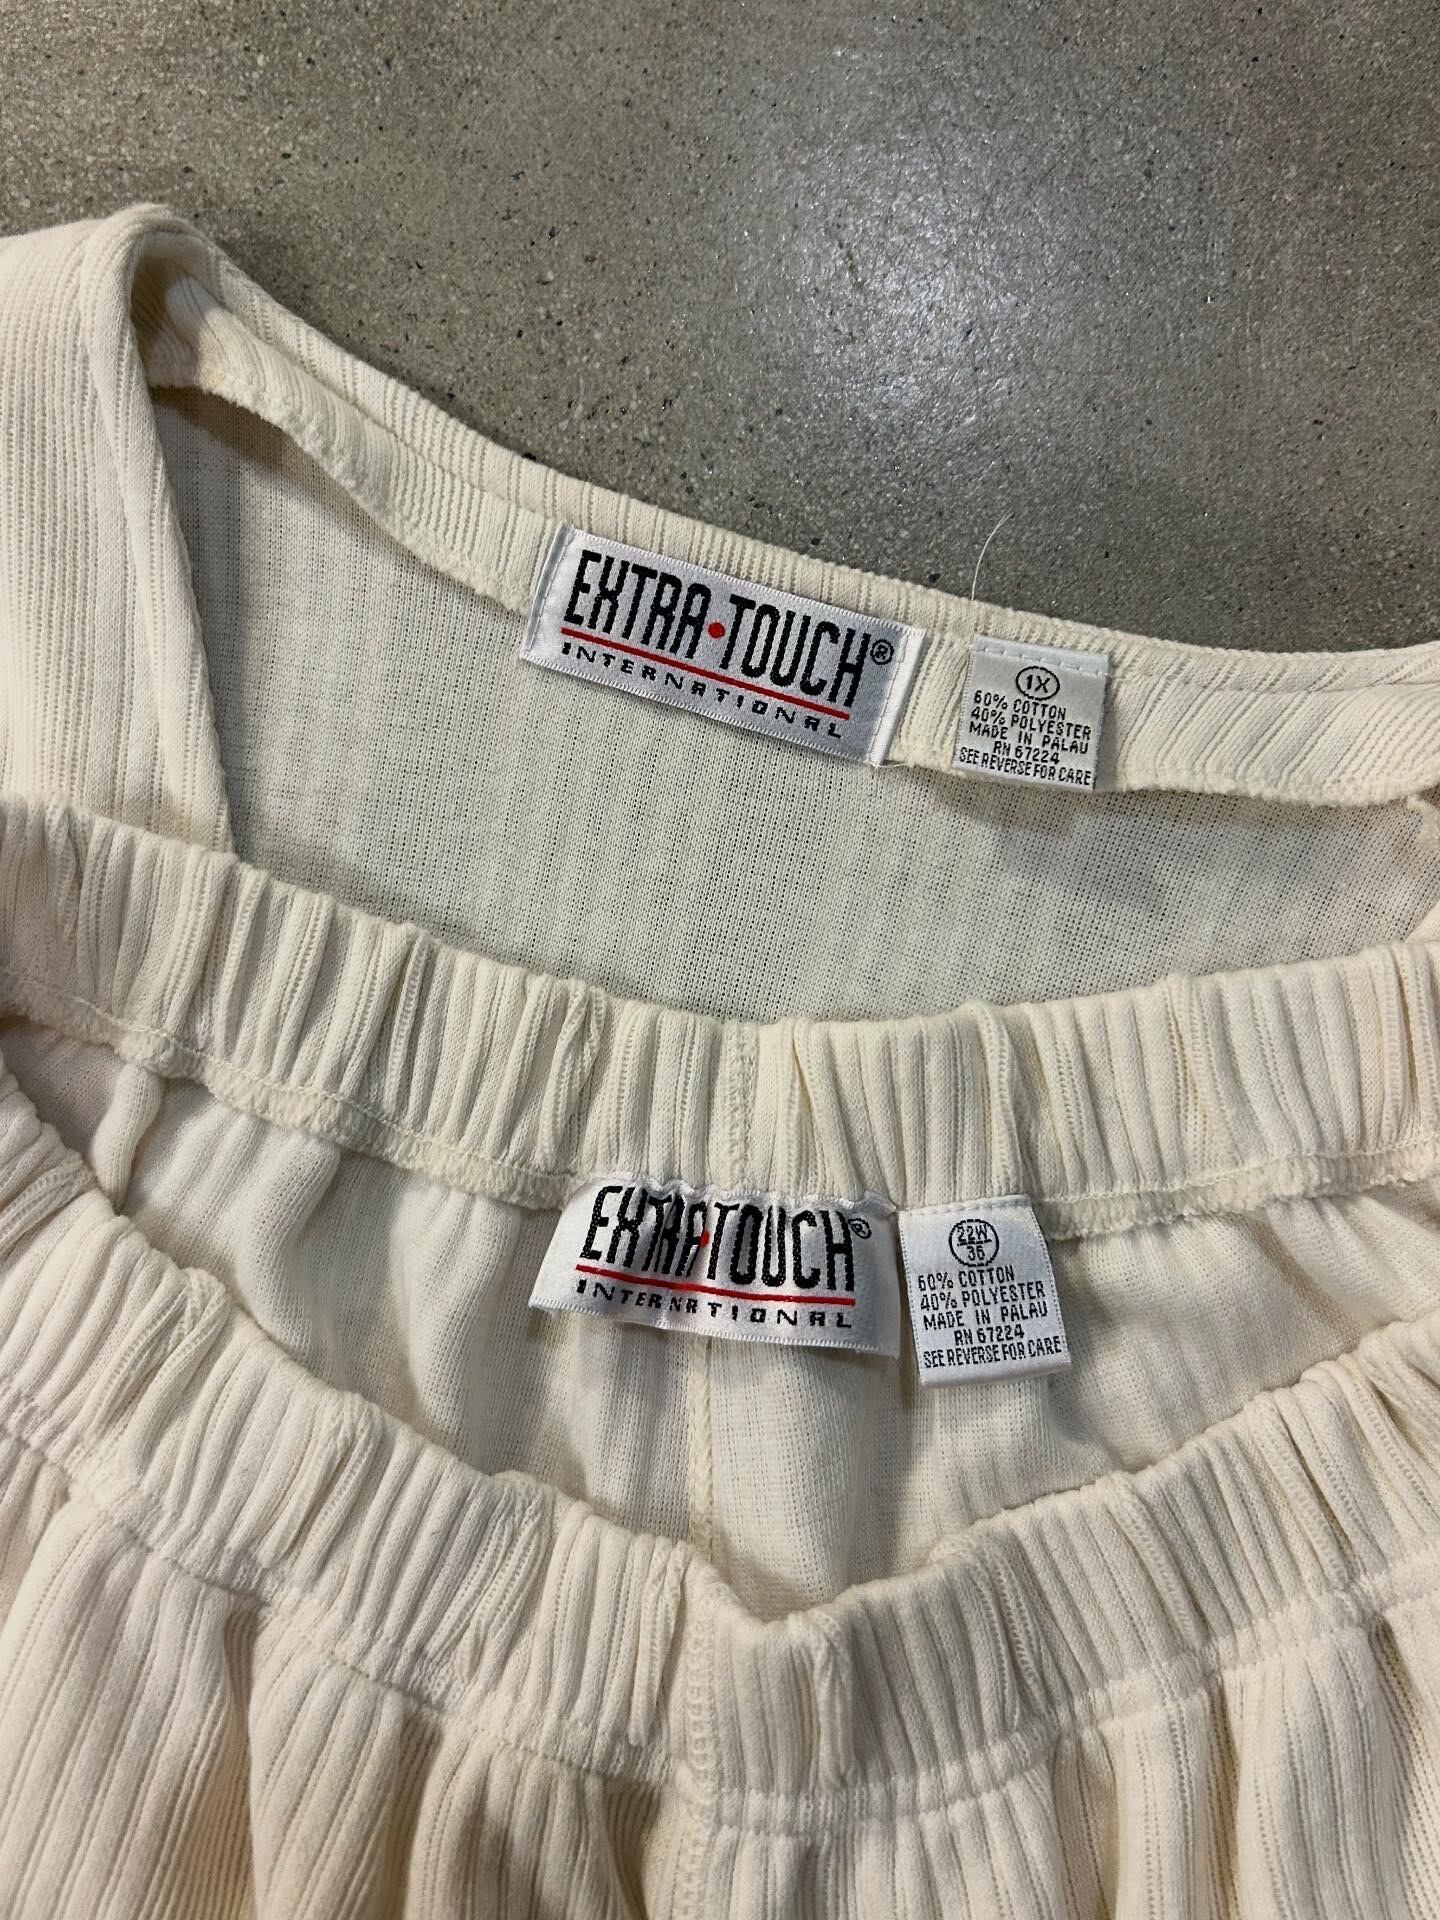 EXTRA•TOUCH®
INTERNATIONAL
1X
60% COTTON
40% POLYESTER
MADE IN PALAU
RN 67224
SEE REVERSE FOR CARE
EXTRA•TOUCH®
INTERNATIONAL
22W
36
60% COTTON
40% POLYESTER
MADE IN PALAU
RN 67224
SEE REVERSE FOR CARE